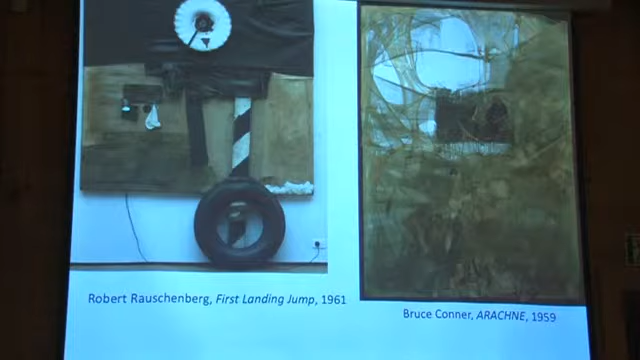 Robert Rauschenberg, First Landing Jump, 1961
Bruce Conner, ARACHNE, 1959